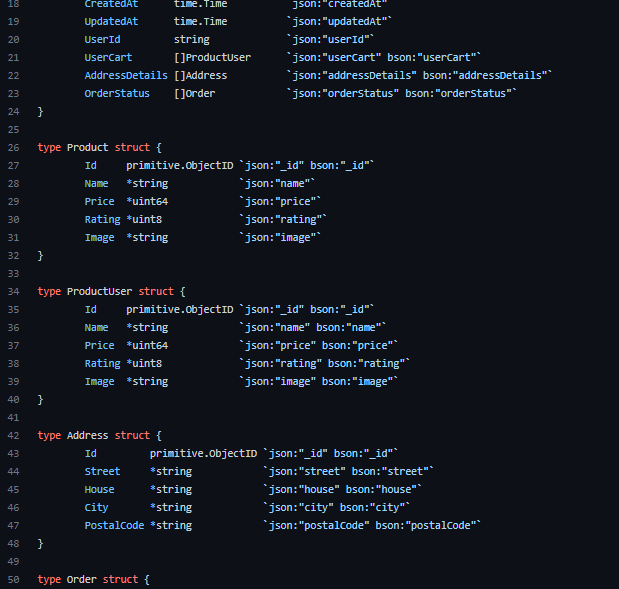 18 CreatedAt time.Time `json:"createdAt"`
19 UpdatedAt time.Time `json:"updatedAt"`
20 UserId string `json:"userId"`
21 UserCart []ProductUser `json:"userCart" bson:"userCart"`
22 AddressDetails []Address `json:"addressDetails" bson:"addressDetails"`
23 OrderStatus []Order `json:"orderStatus" bson:"orderStatus"`
24 }
25
26 type Product struct {
27 Id primitive.ObjectID `json:"_id" bson:"_id"`
28 Name *string `json:"name"`
29 Price *uint64 `json:"price"`
30 Rating *uint8 `json:"rating"`
31 Image *string `json:"image"`
32 }
33
34 type ProductUser struct {
35 Id primitive.ObjectID `json:"_id" bson:"_id"`
36 Name *string `json:"name" bson:"name"`
37 Price *uint64 `json:"price" bson:"price"`
38 Rating *uint8 `json:"rating" bson:"rating"`
39 Image *string `json:"image" bson:"image"`
40 }
41
42 type Address struct {
43 Id primitive.ObjectID `json:"_id" bson:"_id"`
44 Street *string `json:"street" bson:"street"`
45 House *string `json:"house" bson:"house"`
46 City *string `json:"city" bson:"city"`
47 PostalCode *string `json:"postalCode" bson:"postalCode"`
48 }
49
50 type Order struct {